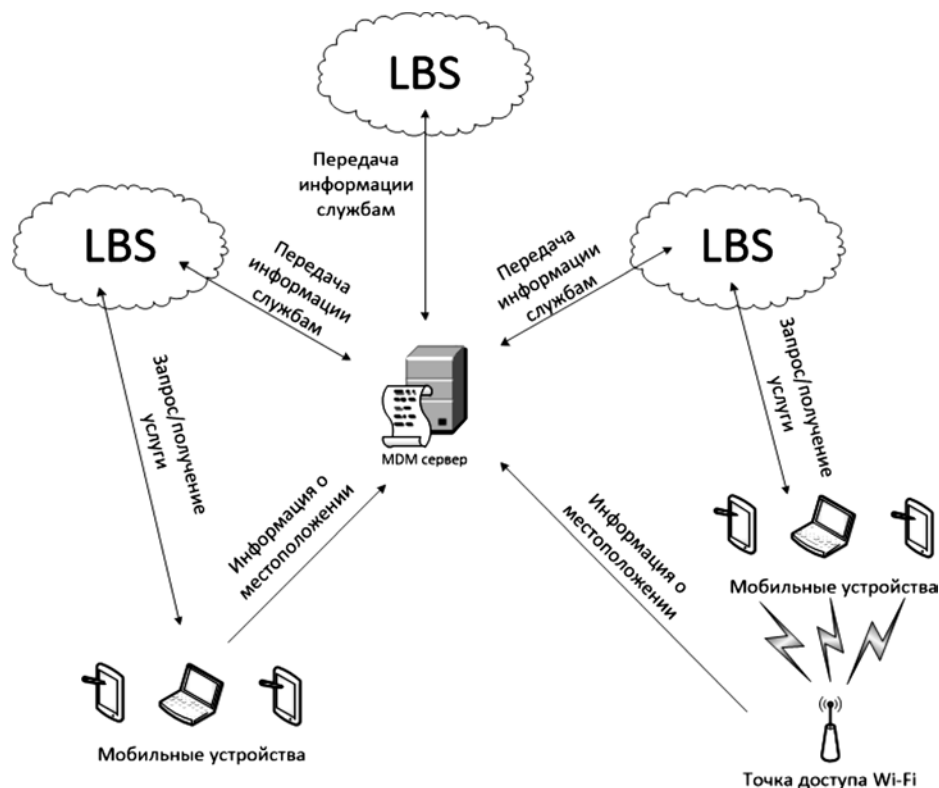 LBS
Передача
информации
службам
LBS
Передача
информации
службам
LBS
Передача
информации
службам
Запрос/получение
услуги
Запрос/получение
услуги
MDM сервер
Информация о
местоположении
Информация о
местоположении
Мобильные устройства
Мобильные устройства
Точка доступа Wi-Fi